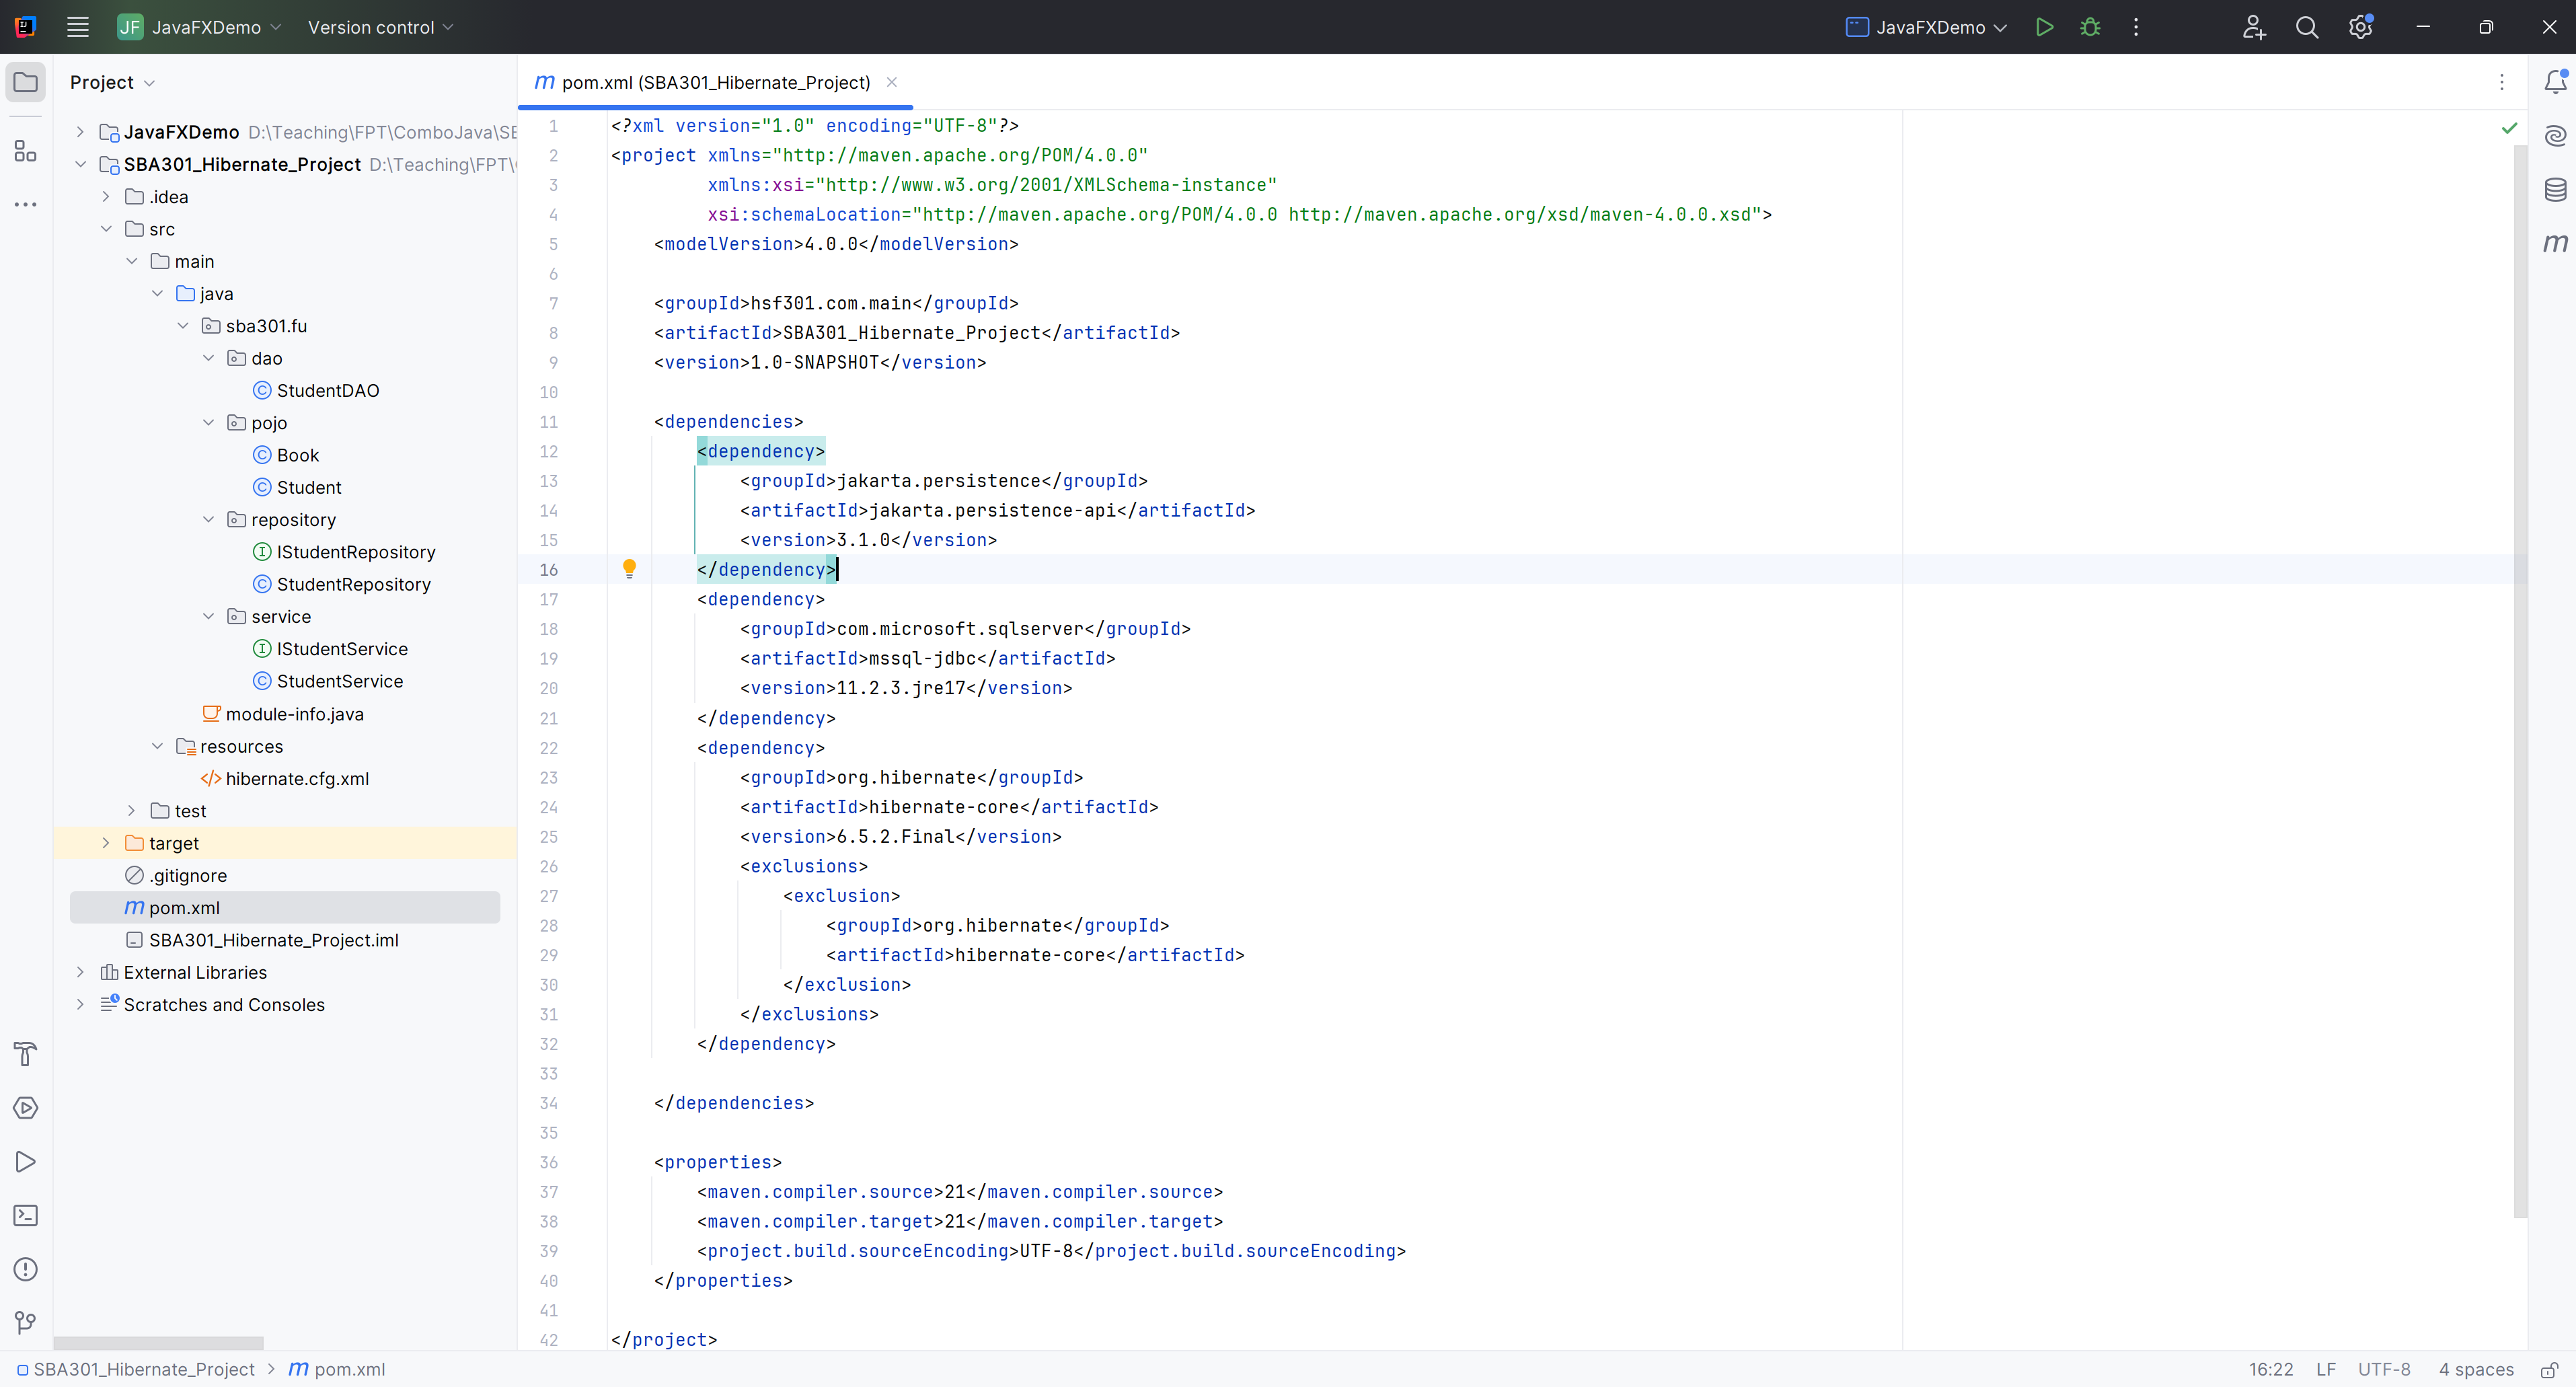 JF JavaFXDemo Version control JavaFXDemo
Project
JavaFXDemo D:\Teaching\FPT\ComboJava\SE
SBA301_Hibernate_Project D:\Teaching\FPT\
.idea
src
main
java
sba301.fu
dao
StudentDAO
pojo
Book
Student
repository
IStudentRepository
StudentRepository
service
IStudentService
StudentService
module-info.java
resources
hibernate.cfg.xml
test
target
.gitignore
pom.xml
SBA301_Hibernate_Project.iml
External Libraries
Scratches and Consoles
pom.xml (SBA301_Hibernate_Project)
1 <?xml version="1.0" encoding="UTF-8"?>
2 <project xmlns="http://maven.apache.org/POM/4.0.0"
3 xmlns:xsi="http://www.w3.org/2001/XMLSchema-instance"
4 xsi:schemaLocation="http://maven.apache.org/POM/4.0.0 http://maven.apache.org/xsd/maven-4.0.0.xsd">
5 <modelVersion>4.0.0</modelVersion>
6
7 <groupId>hsf301.com.main</groupId>
8 <artifactId>SBA301_Hibernate_Project</artifactId>
9 <version>1.0-SNAPSHOT</version>
10
11 <dependencies>
12 <dependency>
13 <groupId>jakarta.persistence</groupId>
14 <artifactId>jakarta.persistence-api</artifactId>
15 <version>3.1.0</version>
16 </dependency>
17 <dependency>
18 <groupId>com.microsoft.sqlserver</groupId>
19 <artifactId>mssql-jdbc</artifactId>
20 <version>11.2.3.jre17</version>
21 </dependency>
22 <dependency>
23 <groupId>org.hibernate</groupId>
24 <artifactId>hibernate-core</artifactId>
25 <version>6.5.2.Final</version>
26 <exclusions>
27 <exclusion>
28 <groupId>org.hibernate</groupId>
29 <artifactId>hibernate-core</artifactId>
30 </exclusion>
31 </exclusions>
32 </dependency>
33
34 </dependencies>
35
36 <properties>
37 <maven.compiler.source>21</maven.compiler.source>
38 <maven.compiler.target>21</maven.compiler.target>
39 <project.build.sourceEncoding>UTF-8</project.build.sourceEncoding>
40 </properties>
41
42 </project>
SBA301_Hibernate_Project > pom.xml 16:22 LF UTF-8 4 spaces